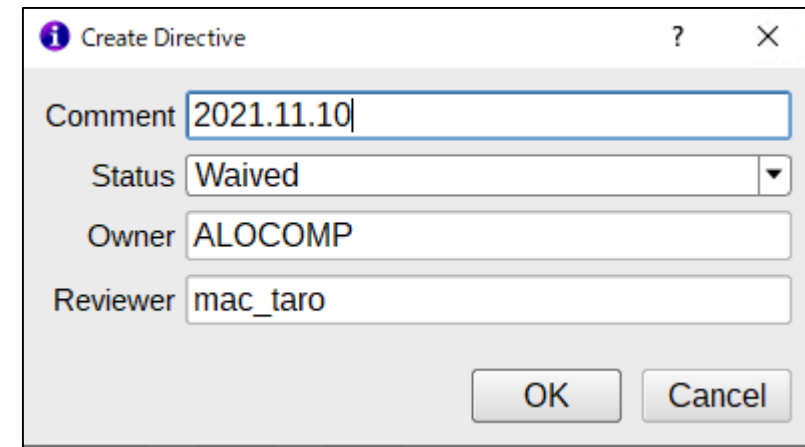 Create Directive ?
Comment 2021.11.10
Status Waived
Owner ALOCOMP
Reviewer mac_taro
OK Cancel